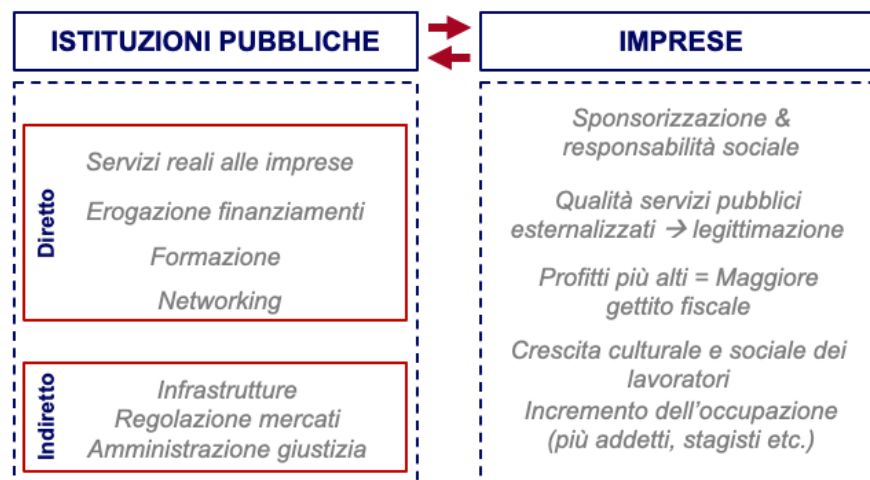 ISTITUZIONI PUBBLICHE
IMPRESE
Diretto
Servizi reali alle imprese
Erogazione finanziamenti
Formazione
Networking
Indiretto
Infrastrutture
Regolazione mercati
Amministrazione giustizia
Sponsorizzazione &
responsabilità sociale
Qualità servizi pubblici
esternalizzati → legittimazione
Profitti più alti = Maggiore
gettito fiscale
Crescita culturale e sociale dei
lavoratori
Incremento dell'occupazione
(più addetti, stagisti etc.)